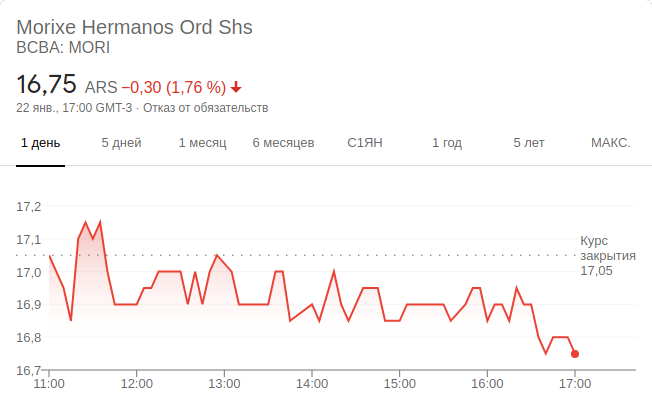 Morixe Hermanos Ord Shs
BCBA: MORI
16,75 ARS −0,30 (1,76 %)
22 янв., 17:00 GMT-3 · Отказ от обязательств
1 день 5 дней 1 месяц 6 месяцев С1ЯН 1 год 5 лет МАКС.
17,2
17,1
17,0
16,9
16,8
16,7
Курс
закрытия
17,05
11:00 12:00 13:00 14:00 15:00 16:00 17:00